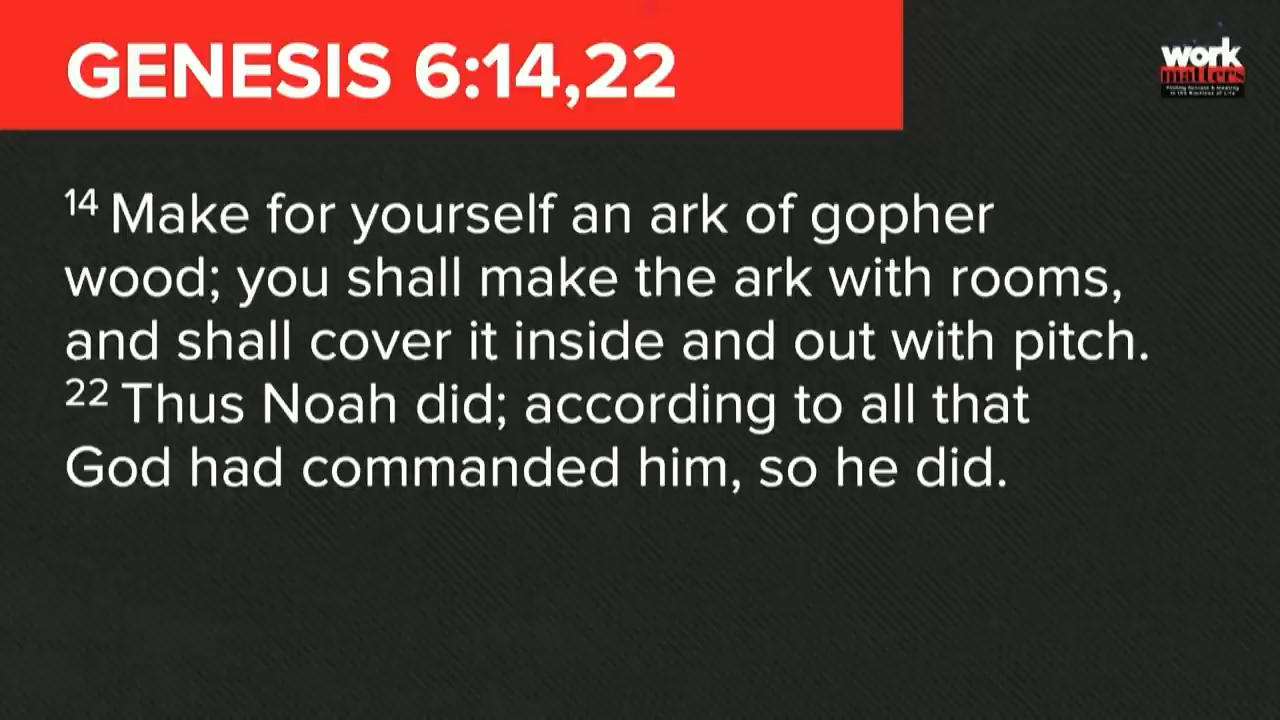 GENESIS 6:14,22
work
matters
14 Make for yourself an ark of gopher
wood; you shall make the ark with rooms,
and shall cover it inside and out with pitch.
22 Thus Noah did; according to all that
God had commanded him, so he did.